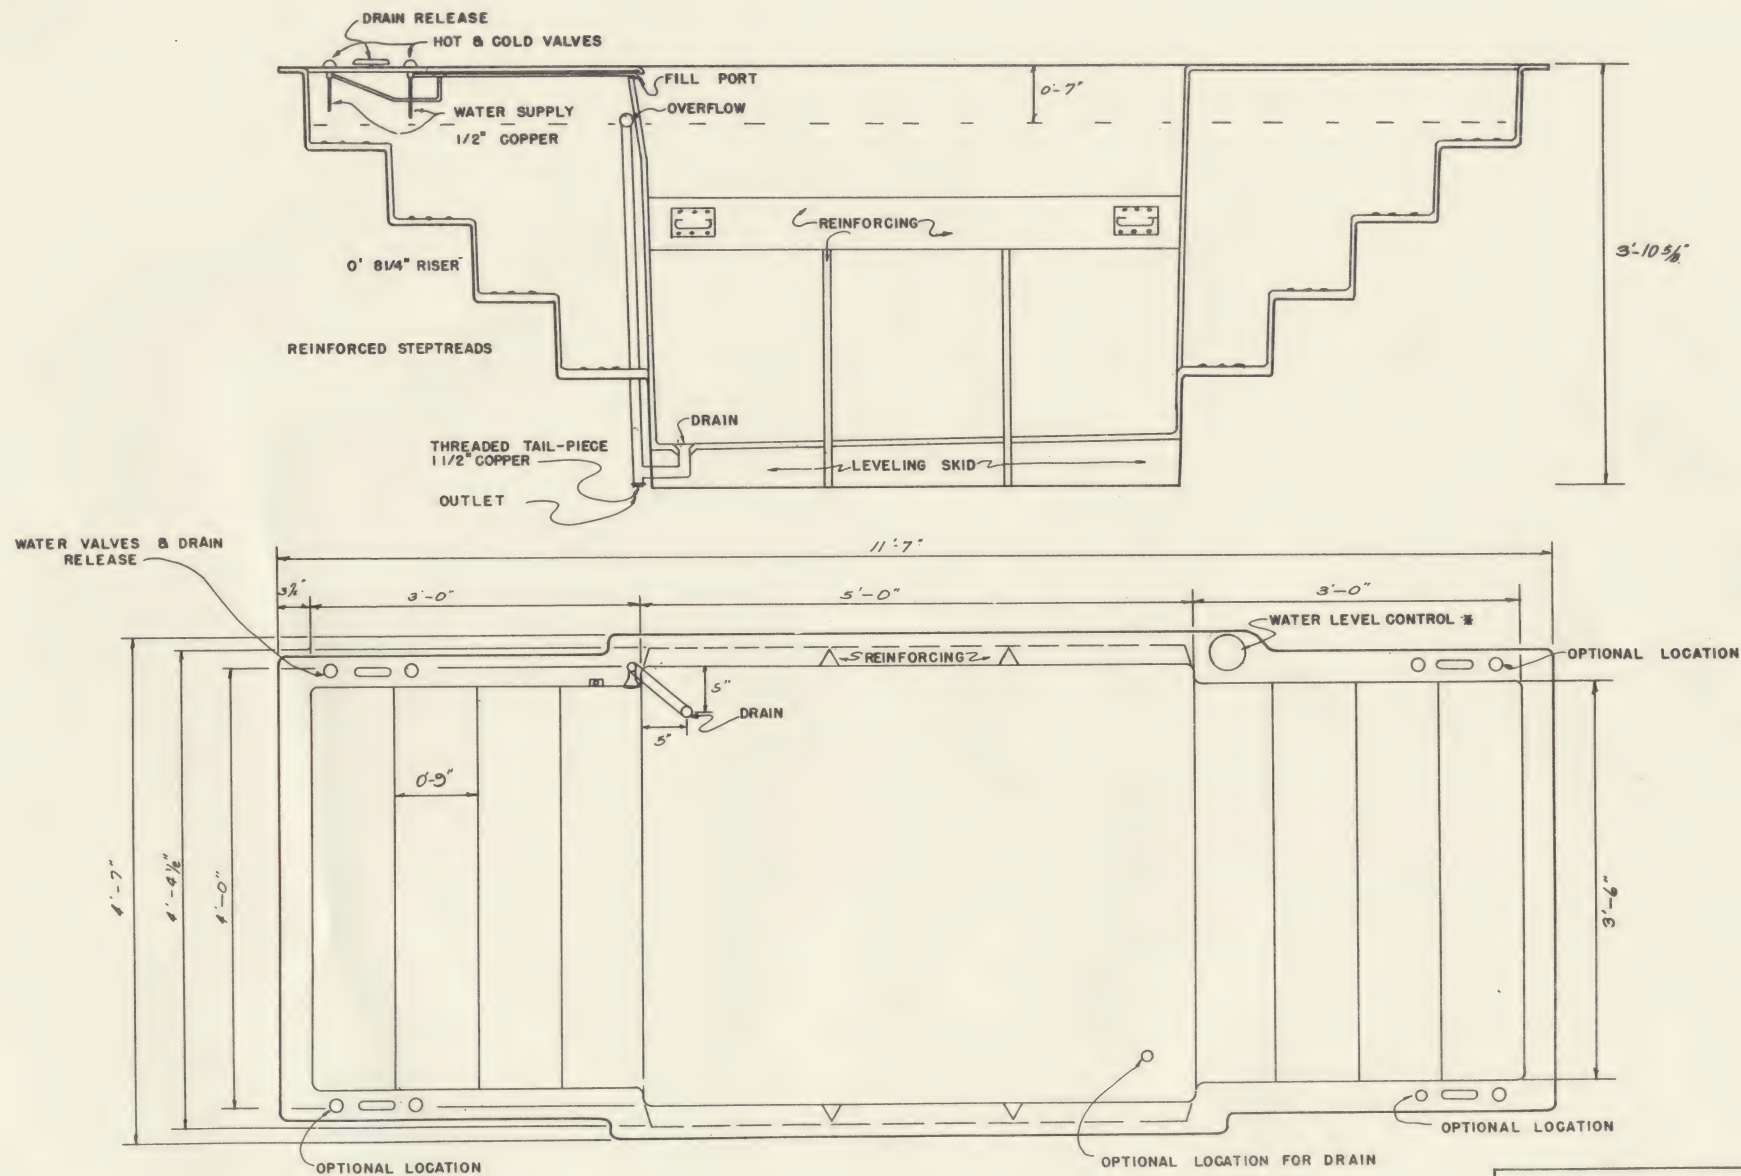 DRAIN RELEASE
HOT & COLD VALVES
FILL PORT
0'-7"
OVERFLOW
WATER SUPPLY
1/2" COPPER
REINFORCING
3'-10 5/8"
0' 8 1/4" RISER
REINFORCED STEPTREADS
DRAIN
THREADED TAIL-PIECE
1 1/2" COPPER
LEVELING SKID
OUTLET
WATER VALVES & DRAIN
RELEASE
11'-7"
3'-0"
5'-0"
3'-0"
WATER LEVEL CONTROL *
REINFORCING
OPTIONAL LOCATION
5"
DRAIN
5"
0'-9"
4'-7"
4'-4 1/2"
4'-0"
3'-6"
OPTIONAL LOCATION
OPTIONAL LOCATION FOR DRAIN
OPTIONAL LOCATION